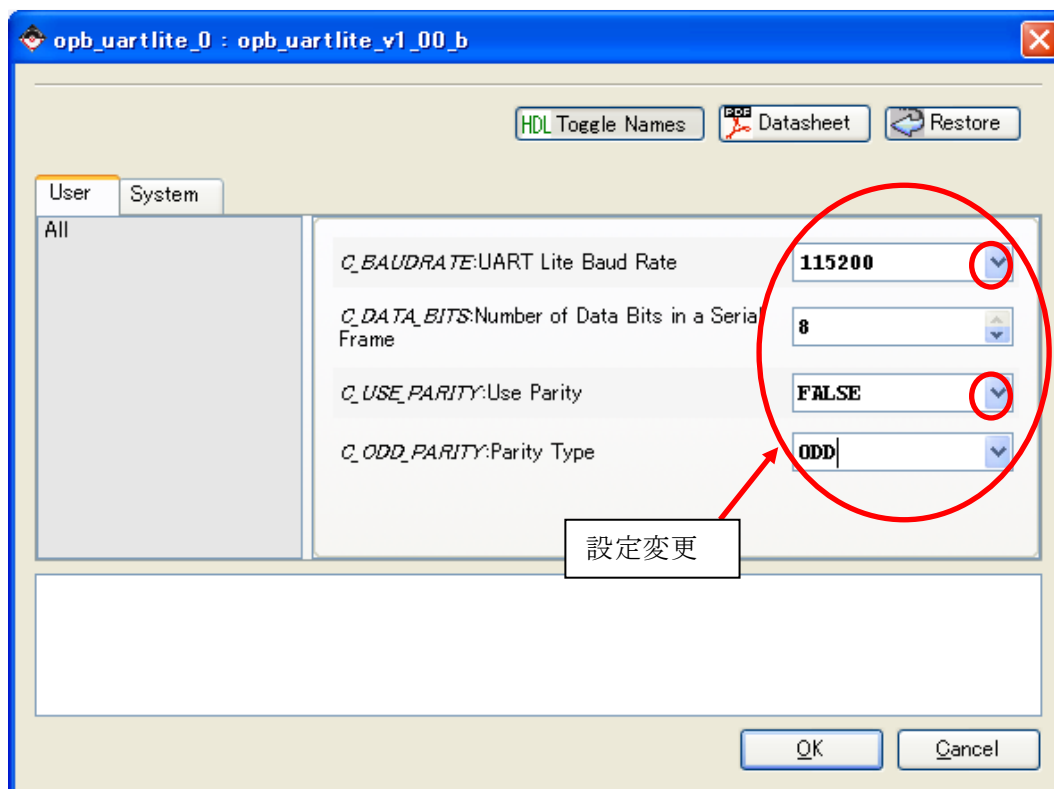 opb_uartlite_0 : opb_uartlite_v1_00_b
HDL Toggle Names
PDF Datasheet
Restore
User
System
All
C_BAUDRATE:UART Lite Baud Rate
115200
C_DATA_BITS:Number of Data Bits in a Serial
Frame
8
C_USE_PARITY:Use Parity
FALSE
C_ODD_PARITY:Parity Type
ODD
設定変更
OK
Cancel